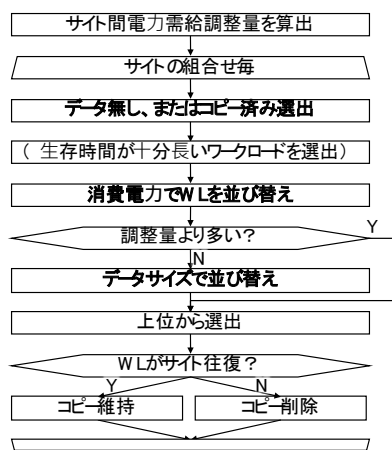 サイト間電力需給調整量を算出
サイトの組合せ毎
データ無し、またはコピー済み選出
( 生存時間が十分長いワークロードを選出)
消費電力でWLを並び替え
調整量より多い?
Y
N
データサイズで並び替え
上位から選出
WLがサイト往復?
Y
N
コピー維持
コピー削除